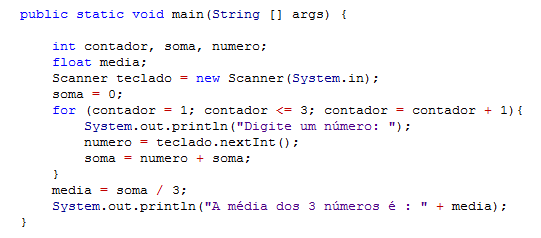 public static void main(String [] args) {
int contador, soma, numero;
float media;
Scanner teclado = new Scanner(System.in);
soma = 0;
for (contador = 1; contador <= 3; contador = contador + 1){
System.out.println("Digite um número: ");
numero = teclado.nextInt();
soma = numero + soma;
}
media = soma / 3;
System.out.println("A média dos 3 números é : " + media);
}